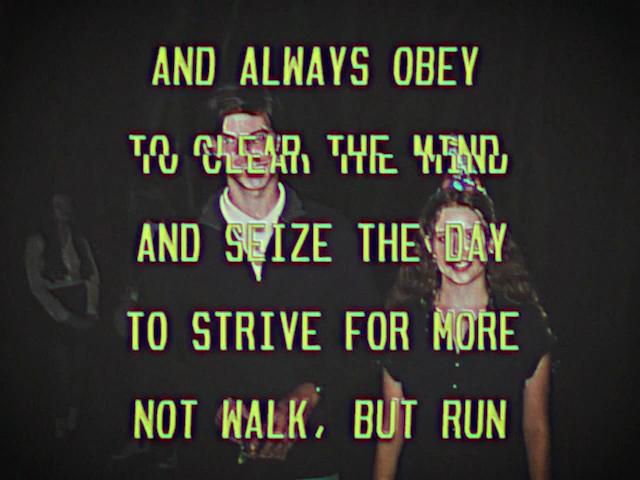 AND ALWAYS OBEY
TO CLEAR THE MIND
AND SEIZE THE DAY
TO STRIVE FOR MORE
NOT WALK, BUT RUN